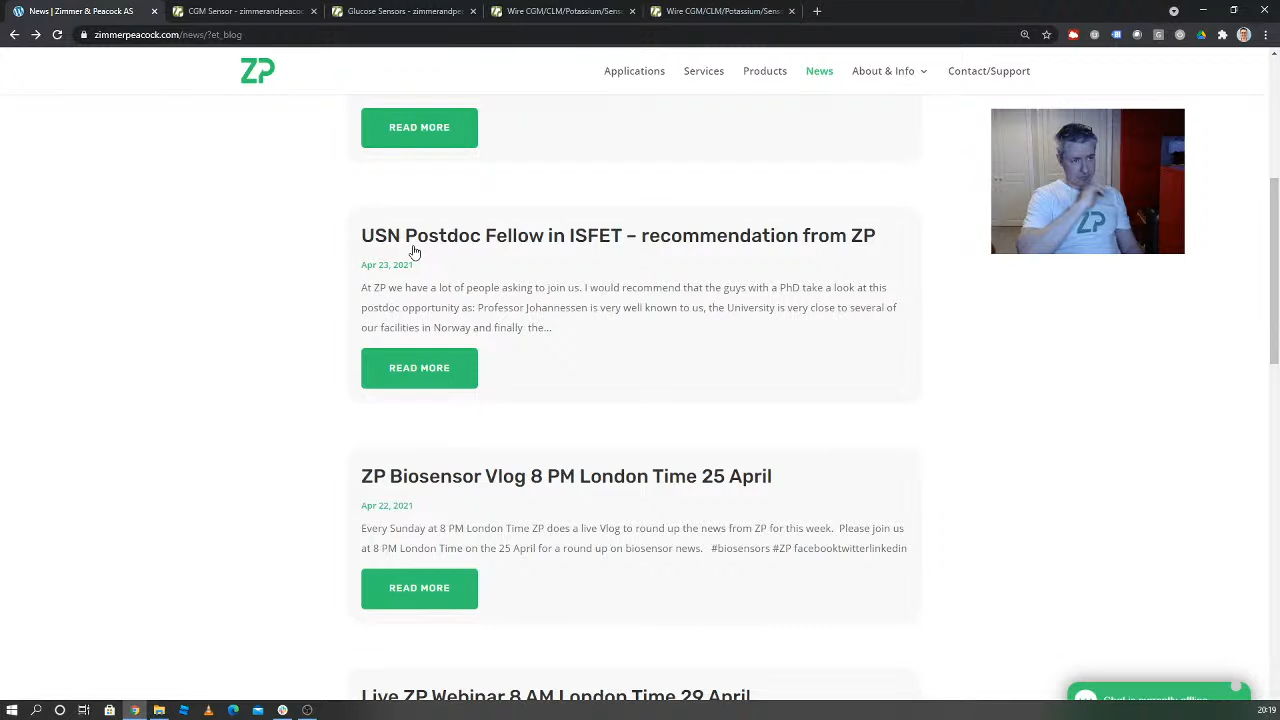 News | Zimmer & Peacock AS
CGM Sensor - zimmerandpeacoc
Glucose Sensors - zimmerandpea
Wire CGM/CLM/Potassium/Senso
Wire CGM/CLM/Potassium/Senso
zimmerpeacock.com/news/?et_blog
ZP
Applications
Services
Products
News
About & Info
Contact/Support
READ MORE
ZP
USN Postdoc Fellow in ISFET – recommendation from ZP
Apr 23, 2021
At ZP we have a lot of people asking to join us. I would recommend that the guys with a PhD take a look at this
postdoc opportunity as: Professor Johannessen is very well known to us, the University is very close to several of
our facilities in Norway and finally the...
READ MORE
ZP Biosensor Vlog 8 PM London Time 25 April
Apr 22, 2021
Every Sunday at 8 PM London Time ZP does a live Vlog to round up the news from ZP for this week. Please join us
at 8 PM London Time on the 25 April for a round up on biosensor news. #biosensors #ZP facebooktwitterlinkedin
READ MORE
Live ZP Webinar 8 AM London Time 29 April
Chat is currently offline
20:19